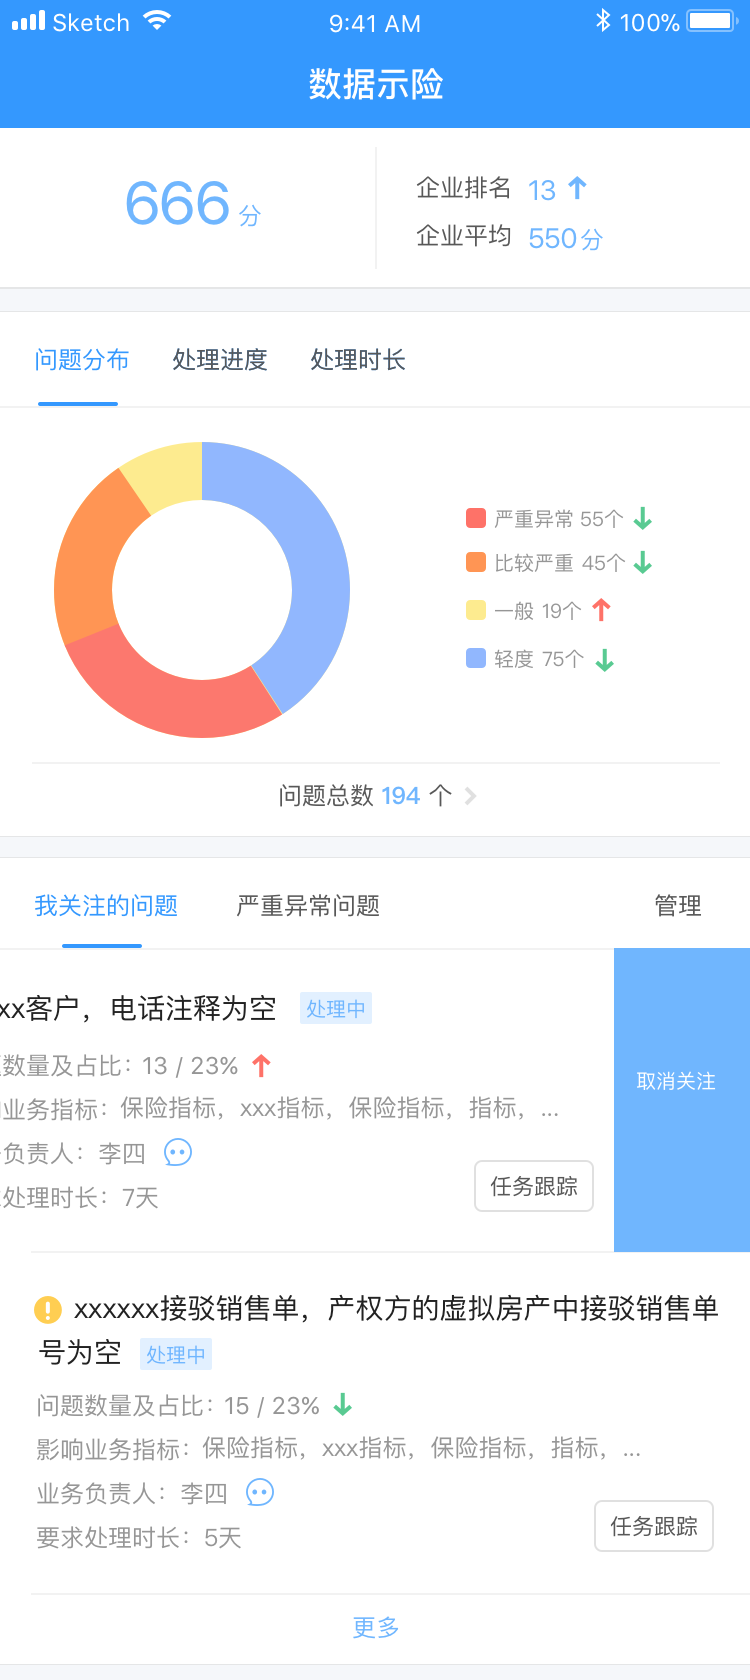 Sketch 9:41 AM 100%
数据示险
666分
企业排名 13
企业平均 550分
问题分布 处理进度 处理时长
严重异常 55个
比较严重 45个
一般 19个
轻度 75个
问题总数 194 个
我关注的问题 严重异常问题 管理
xx客户，电话注释为空 处理中
数量及占比：13 / 23%
业务指标：保险指标，xxx指标，保险指标，指标，...
负责人：李四
处理时长：7天
任务跟踪
取消关注
xxxxxx接驳销售单，产权方的虚拟房产中接驳销售单
号为空 处理中
问题数量及占比：15 / 23%
影响业务指标：保险指标，xxx指标，保险指标，指标，...
业务负责人：李四
要求处理时长：5天
任务跟踪
更多